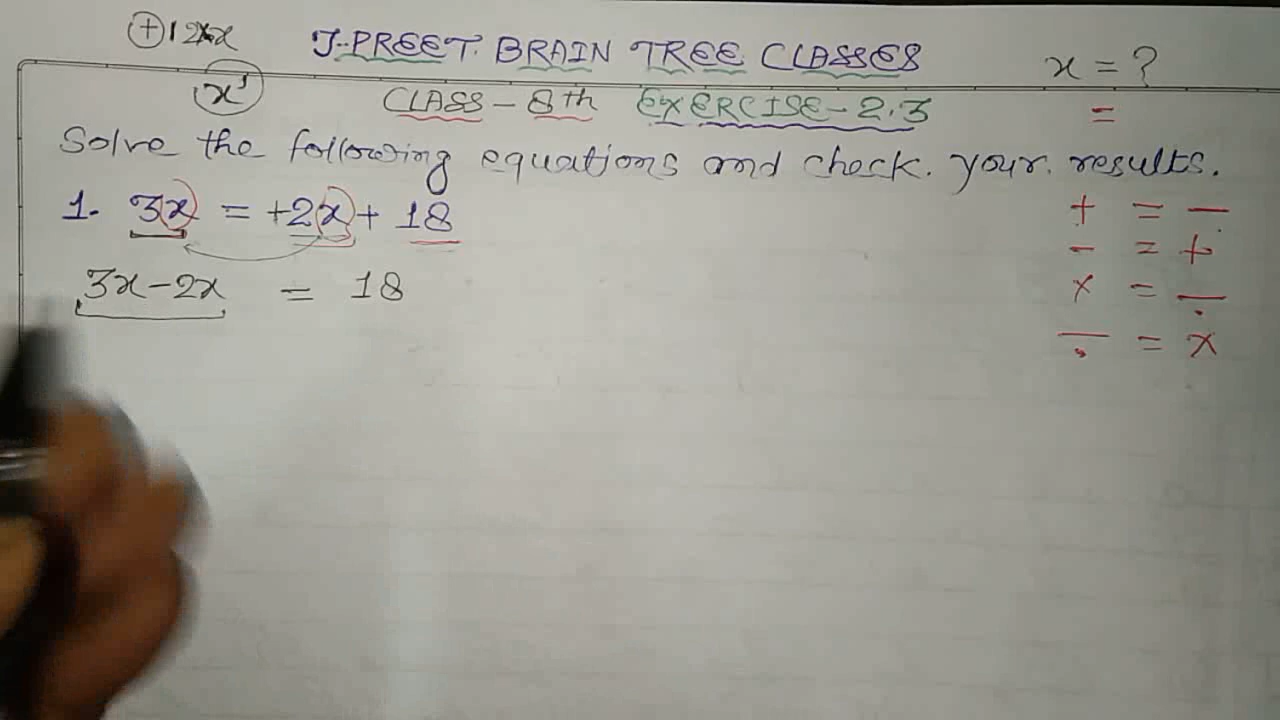 J-PREET. BRAIN TREE CLASSES
x = ?
x¹
CLASS - 8th EXERCISE - 2.3
=
Solve the following equations and check. your. results.
1. 3x = +2x + 18
3x - 2x = 18
+ = -
- = +
× = ÷
÷ = ×